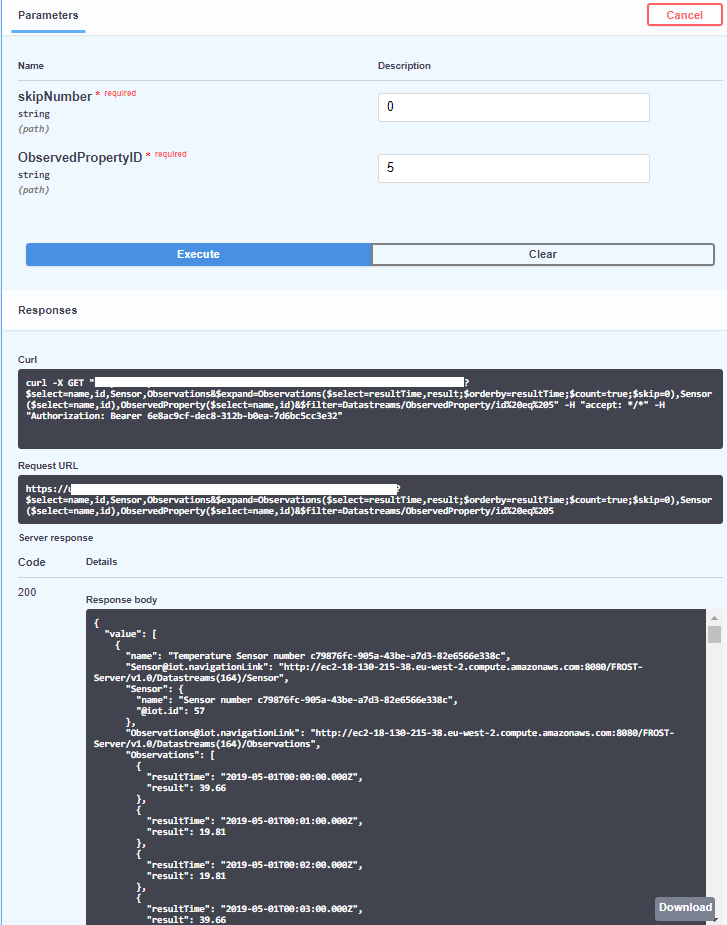 Parameters
Cancel
Name Description
skipNumber * required
string
(path)
0
ObservedPropertyID * required
string
(path)
5
Execute Clear
Responses
Curl
curl -X GET "?
$select=name,id,Sensor,Observations&$expand=Observations($select=resultTime,result;$orderby=resultTime;$count=true;$skip=0),Sensor
($select=name,id),ObservedProperty($select=name,id)&$filter=Datastreams/ObservedProperty/id%20eq%205" -H "accept: */*" -H
"Authorization: Bearer 6e8ac9cf-dec8-312b-b0ea-7d6bc5cc3e32"
Request URL
https://?
$select=name,id,Sensor,Observations&$expand=Observations($select=resultTime,result;$orderby=resultTime;$count=true;$skip=0),Sensor
($select=name,id),ObservedProperty($select=name,id)&$filter=Datastreams/ObservedProperty/id%20eq%205
Server response
Code Details
200
Response body
{
"value": [
{
"name": "Temperature Sensor number c79876fc-905a-43be-a7d3-82e6566e338c",
"Sensor@iot.navigationLink": "http://ec2-18-130-215-38.eu-west-2.compute.amazonaws.com:8080/FROST-
Server/v1.0/Datastreams(164)/Sensor",
"Sensor": {
"name": "Sensor number c79876fc-905a-43be-a7d3-82e6566e338c",
"@iot.id": 57
},
"Observations@iot.navigationLink": "http://ec2-18-130-215-38.eu-west-2.compute.amazonaws.com:8080/FROST-
Server/v1.0/Datastreams(164)/Observations",
"Observations": [
{
"resultTime": "2019-05-01T00:00:00.000Z",
"result": 39.66
},
{
"resultTime": "2019-05-01T00:01:00.000Z",
"result": 19.81
},
{
"resultTime": "2019-05-01T00:02:00.000Z",
"result": 19.81
},
{
"resultTime": "2019-05-01T00:03:00.000Z",
"result": 39.66
Download